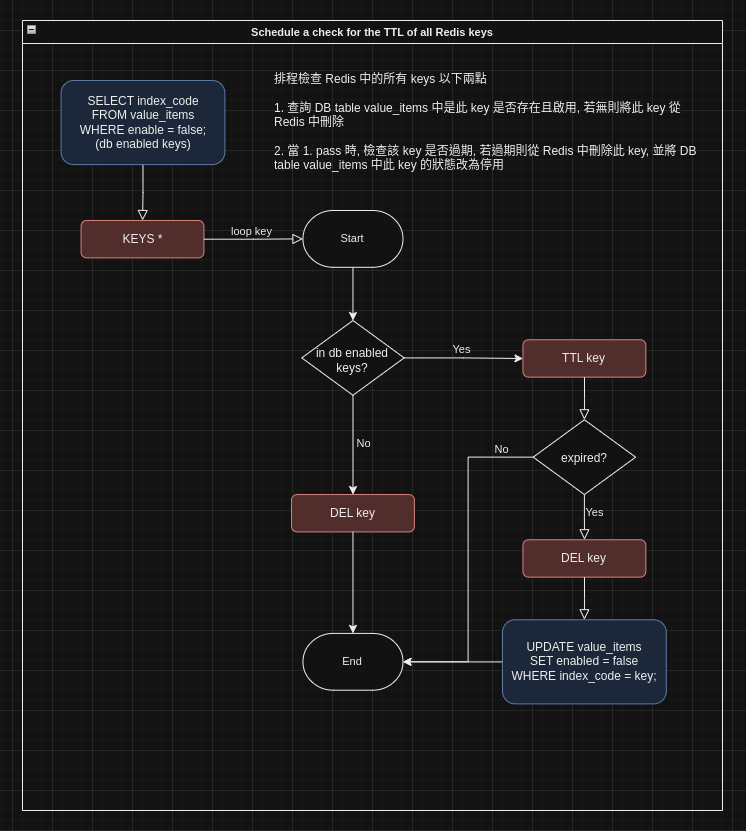 Schedule a check for the TTL of all Redis keys
排程檢查 Redis 中的所有 keys 以下兩點
1. 查詢 DB table value_items 中是此 key 是否存在且啟用, 若無則將此 key 從
Redis 中刪除
2. 當 1. pass 時, 檢查該 key 是否過期, 若過期則從 Redis 中刪除此 key, 並將 DB
table value_items 中此 key 的狀態改為停用
SELECT index_code
FROM value_items
WHERE enable = false;
(db enabled keys)
KEYS *
loop key
Start
in db enabled
keys?
Yes
TTL key
No
expired?
No
Yes
DEL key
DEL key
End
UPDATE value_items
SET enabled = false
WHERE index_code = key;